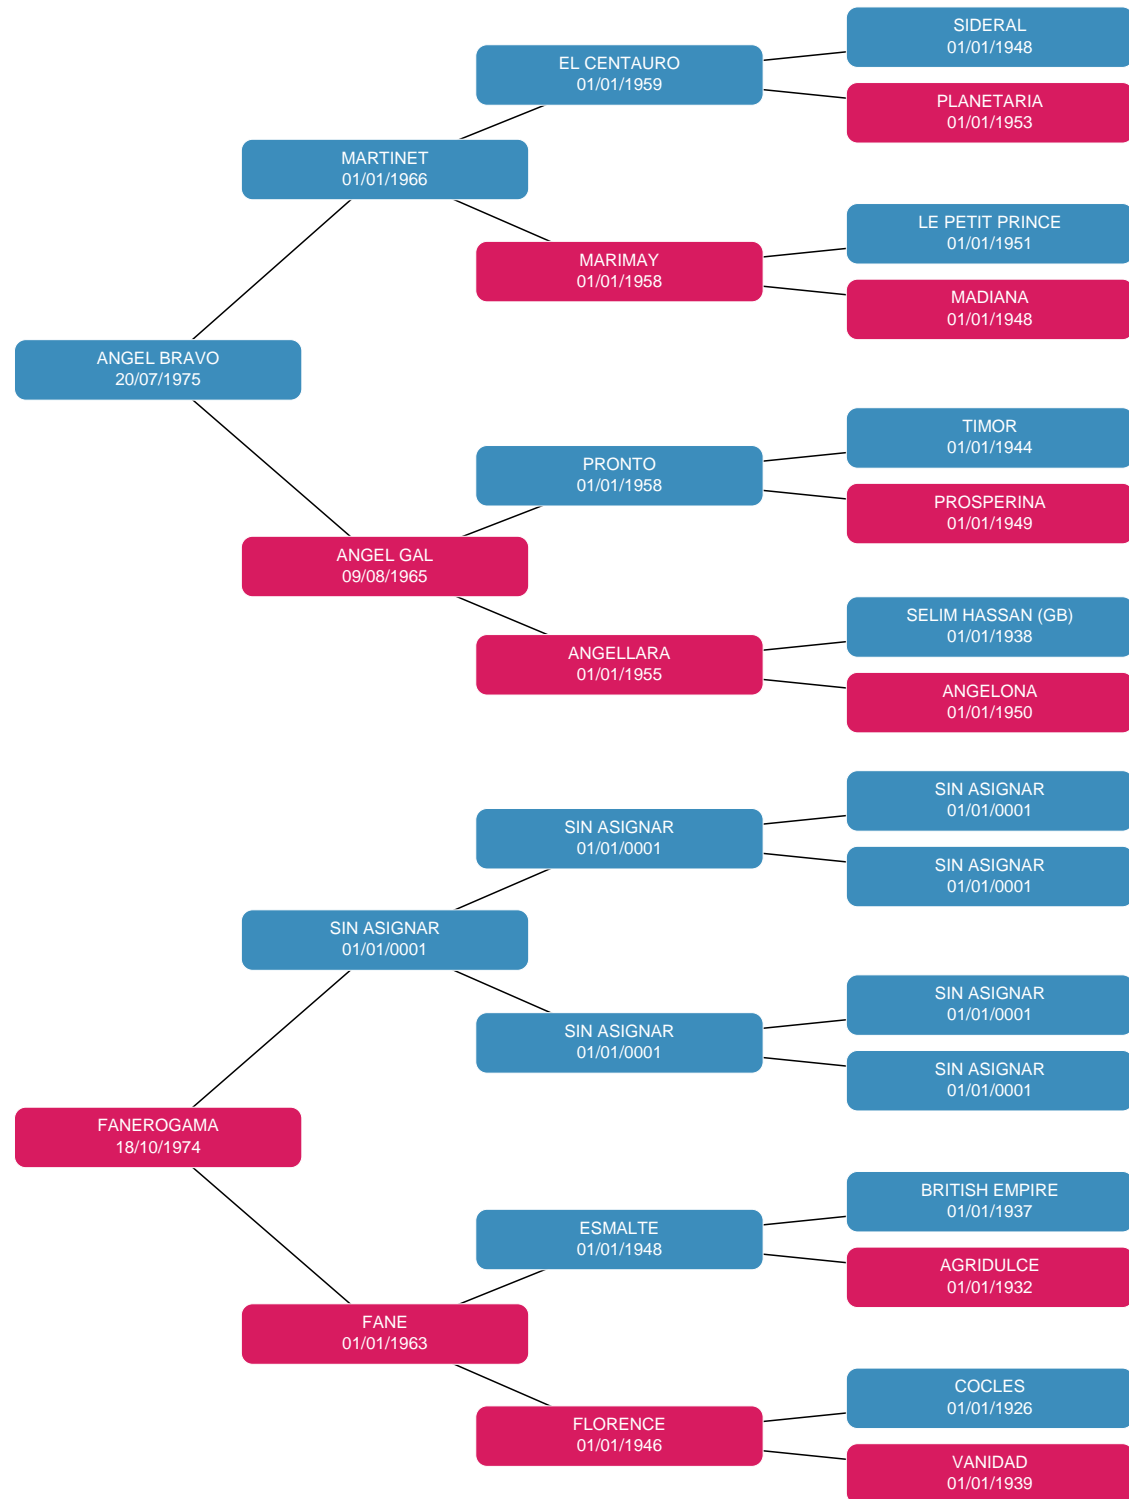 SIDERAL
01/01/1948
EL CENTAURO
01/01/1959
PLANETARIA
01/01/1953
MARTINET
01/01/1966
LE PETIT PRINCE
01/01/1951
MARIMAY
01/01/1958
MADIANA
01/01/1948
ANGEL BRAVO
20/07/1975
TIMOR
01/01/1944
PRONTO
01/01/1958
PROSPERINA
01/01/1949
ANGEL GAL
09/08/1965
SELIM HASSAN (GB)
01/01/1938
ANGELLARA
01/01/1955
ANGELONA
01/01/1950
SIN ASIGNAR
01/01/0001
SIN ASIGNAR
01/01/0001
SIN ASIGNAR
01/01/0001
SIN ASIGNAR
01/01/0001
SIN ASIGNAR
01/01/0001
SIN ASIGNAR
01/01/0001
SIN ASIGNAR
01/01/0001
FANEROGAMA
18/10/1974
BRITISH EMPIRE
01/01/1937
ESMALTE
01/01/1948
AGRIDULCE
01/01/1932
FANE
01/01/1963
COCLES
01/01/1926
FLORENCE
01/01/1946
VANIDAD
01/01/1939